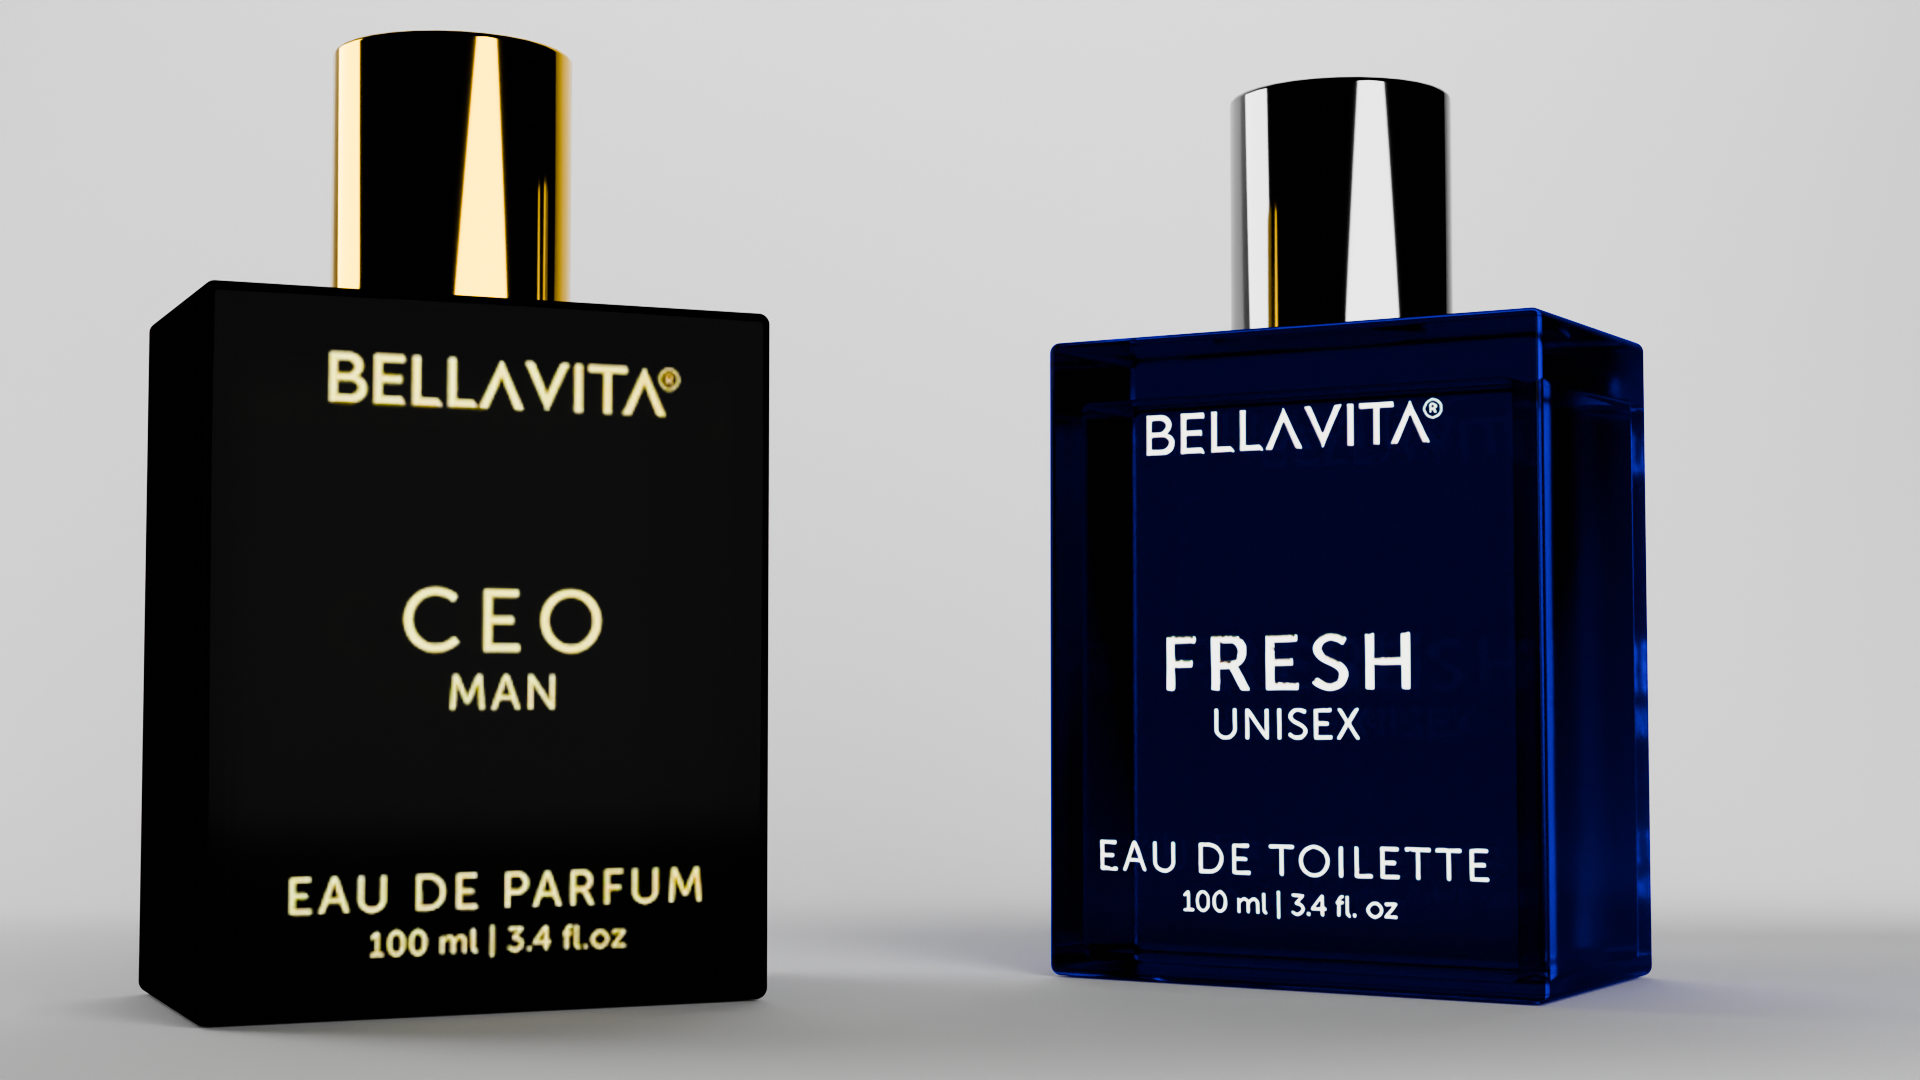 BELLAVITA®
CEO
MAN
EAU DE PARFUM
100 ml | 3.4 fl.oz
BELLAVITA®
FRESH
UNISEX
EAU DE TOILETTE
100 ml | 3.4 fl. oz